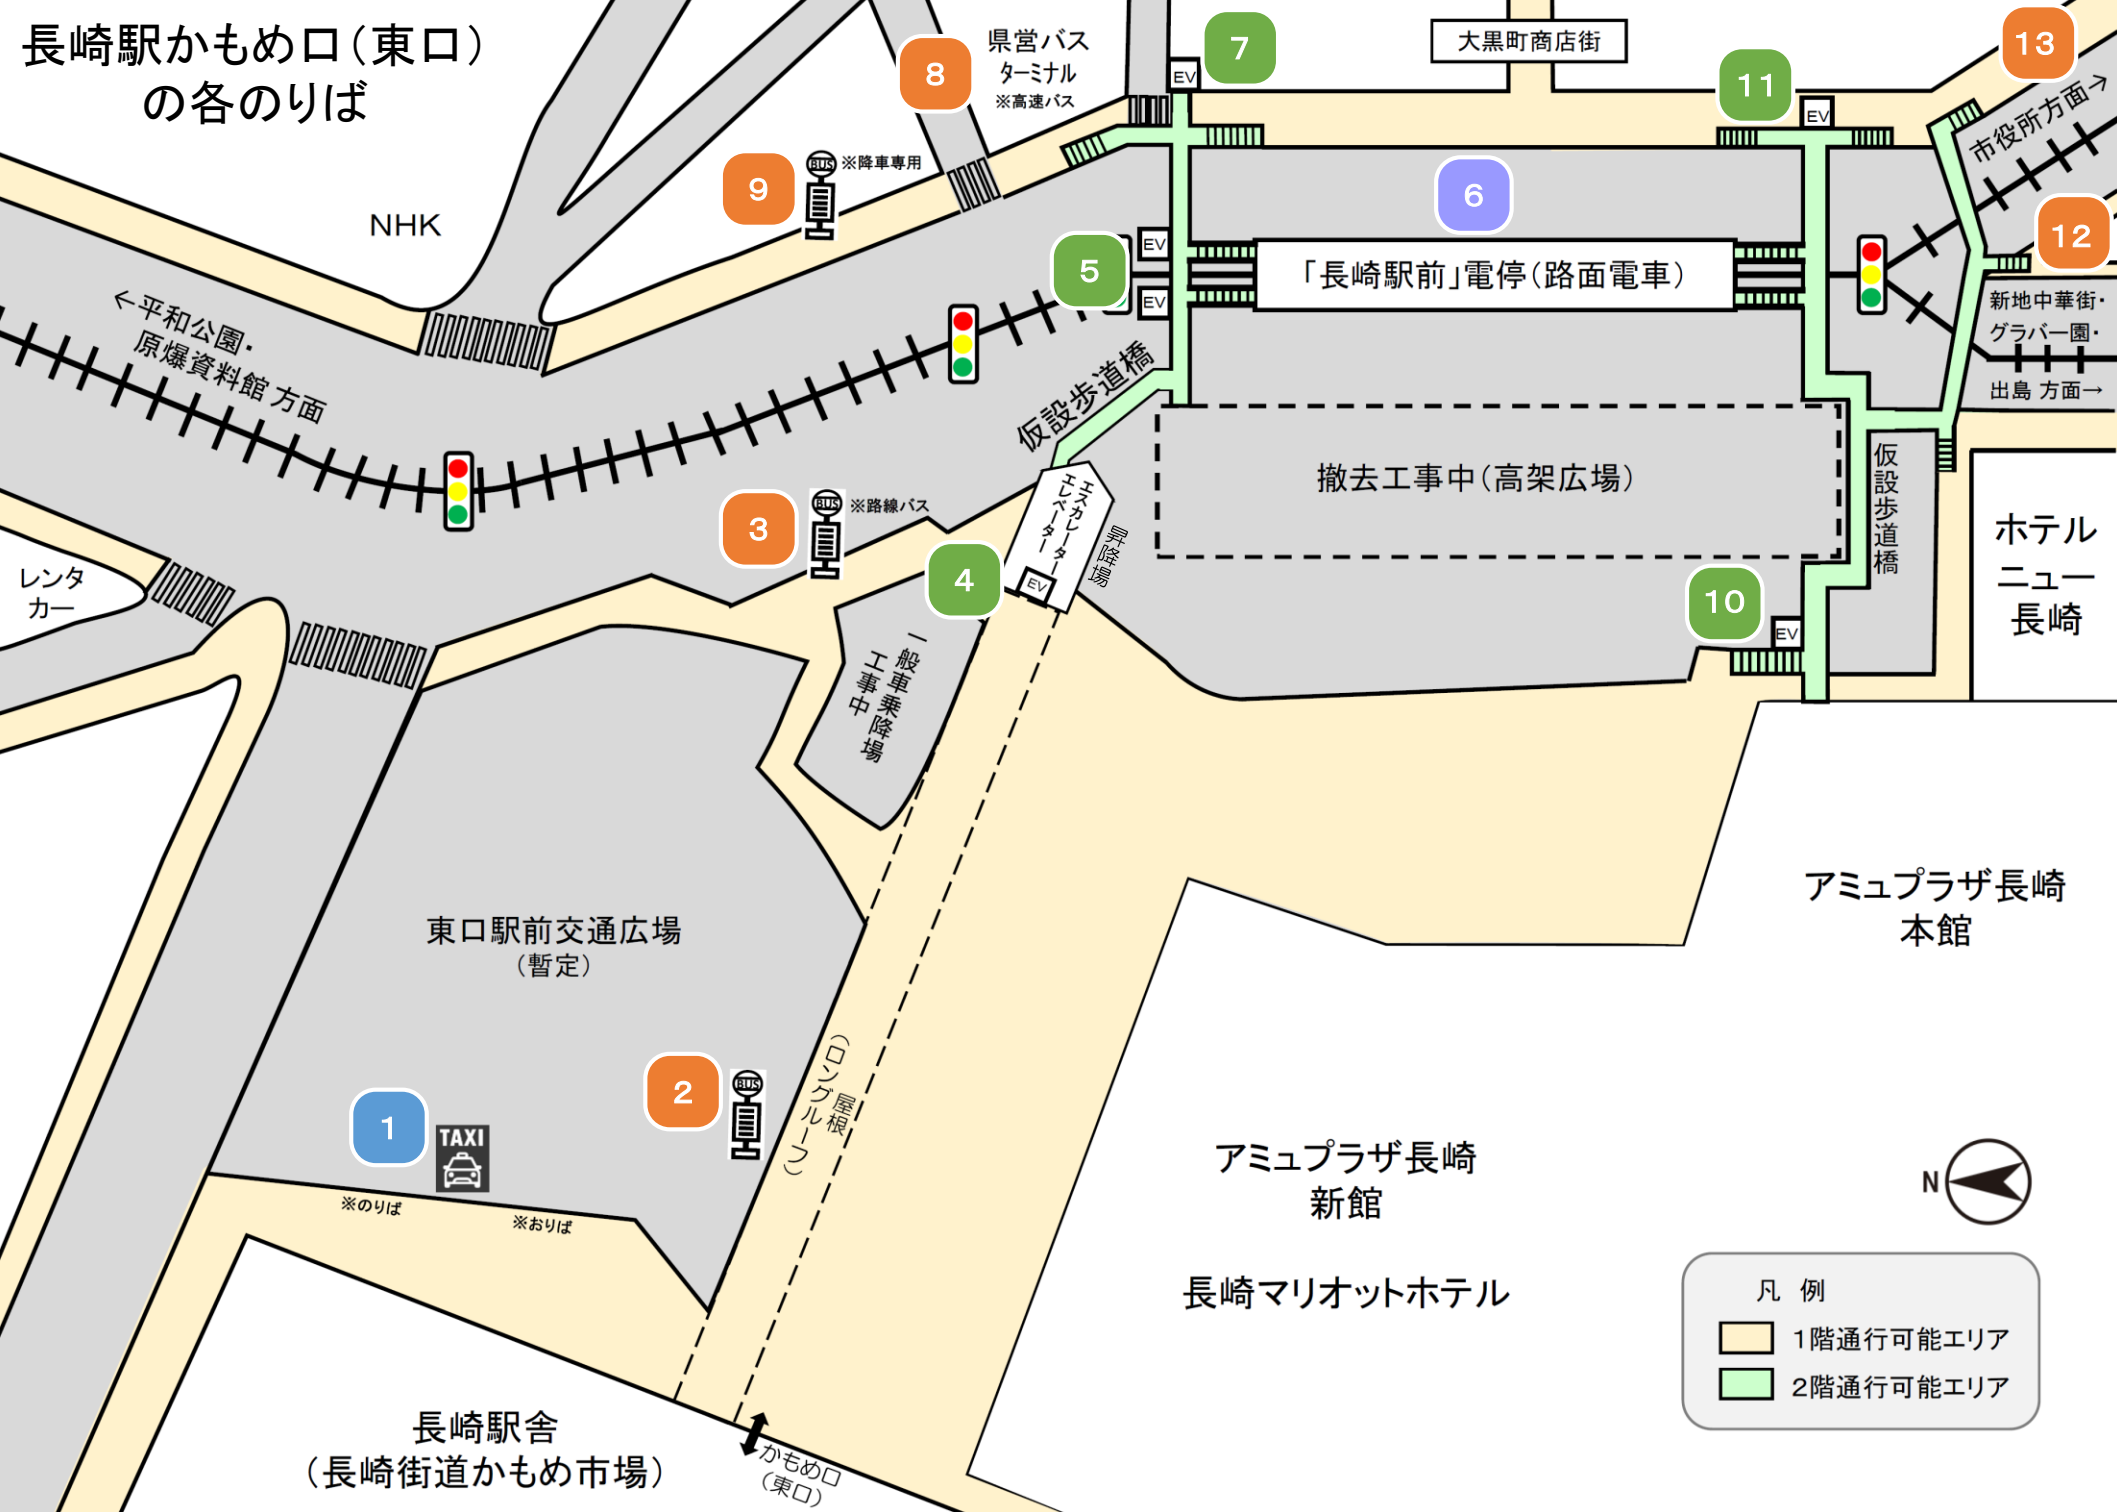 長崎駅かもめ口（東口）
の各のりば
NHK
←平和公園・
原爆資料館 方面
レンタ
カー
8
県営バス
ターミナル
※高速バス
9
BUS
※降車専用
EV
7
大黒町商店街
11
EV
13
市役所方面→
6
「長崎駅前」電停（路面電車）
5
EV
EV
12
新地中華街・
グラバー園・
出島 方面→
仮設歩道橋
3
BUS
※路線バス
4
エスカレーター
エレベーター
EV
昇降場
撤去工事中（高架広場）
仮設歩道橋
10
EV
ホテル
ニュー
長崎
一般車乗降場
工事中
東口駅前交通広場
（暫定）
1
TAXI
※のりば
※おりば
2
BUS
屋根
（ロングルーフ）
アミュプラザ長崎
本館
アミュプラザ長崎
新館
長崎マリオットホテル
長崎駅舎
（長崎街道かもめ市場）
かもめ口
（東口）
N
凡 例
１階通行可能エリア
２階通行可能エリア